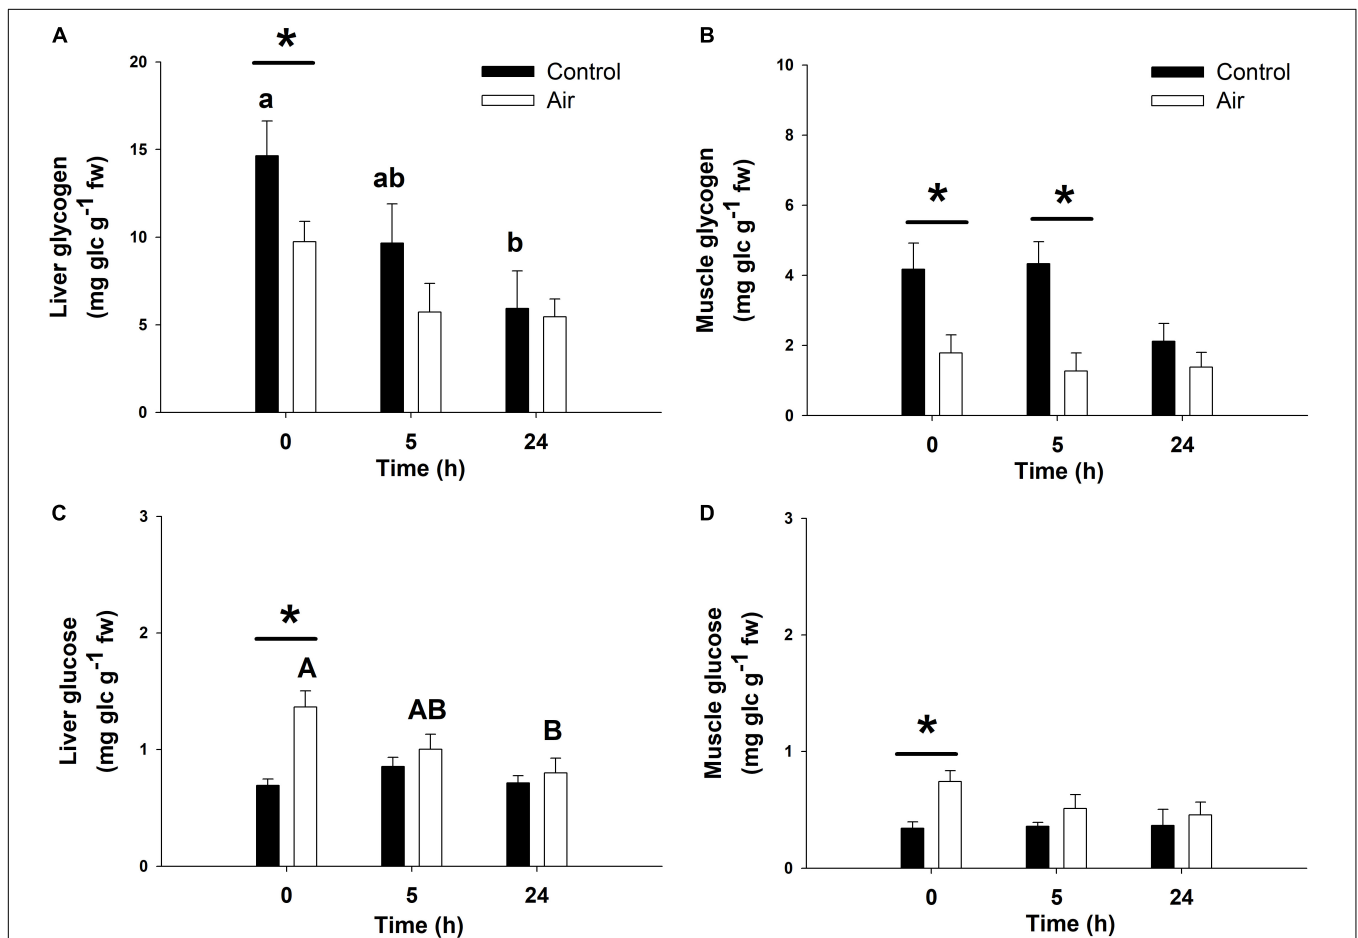 A
*
20
Control
Air
a
15
ab
10
b
5
0
Liver glycogen
(mg glc g-1 fw)
0 5 24
Time (h)
B
10
Control
Air
8
6
* *
4
2
0
Muscle glycogen
(mg glc g-1 fw)
0 5 24
Time (h)
C
3
2
*
A
AB
B
1
0
Liver glucose
(mg glc g-1 fw)
0 5 24
Time (h)
D
3
2
*
1
0
Muscle glucose
(mg glc g-1 fw)
0 5 24
Time (h)